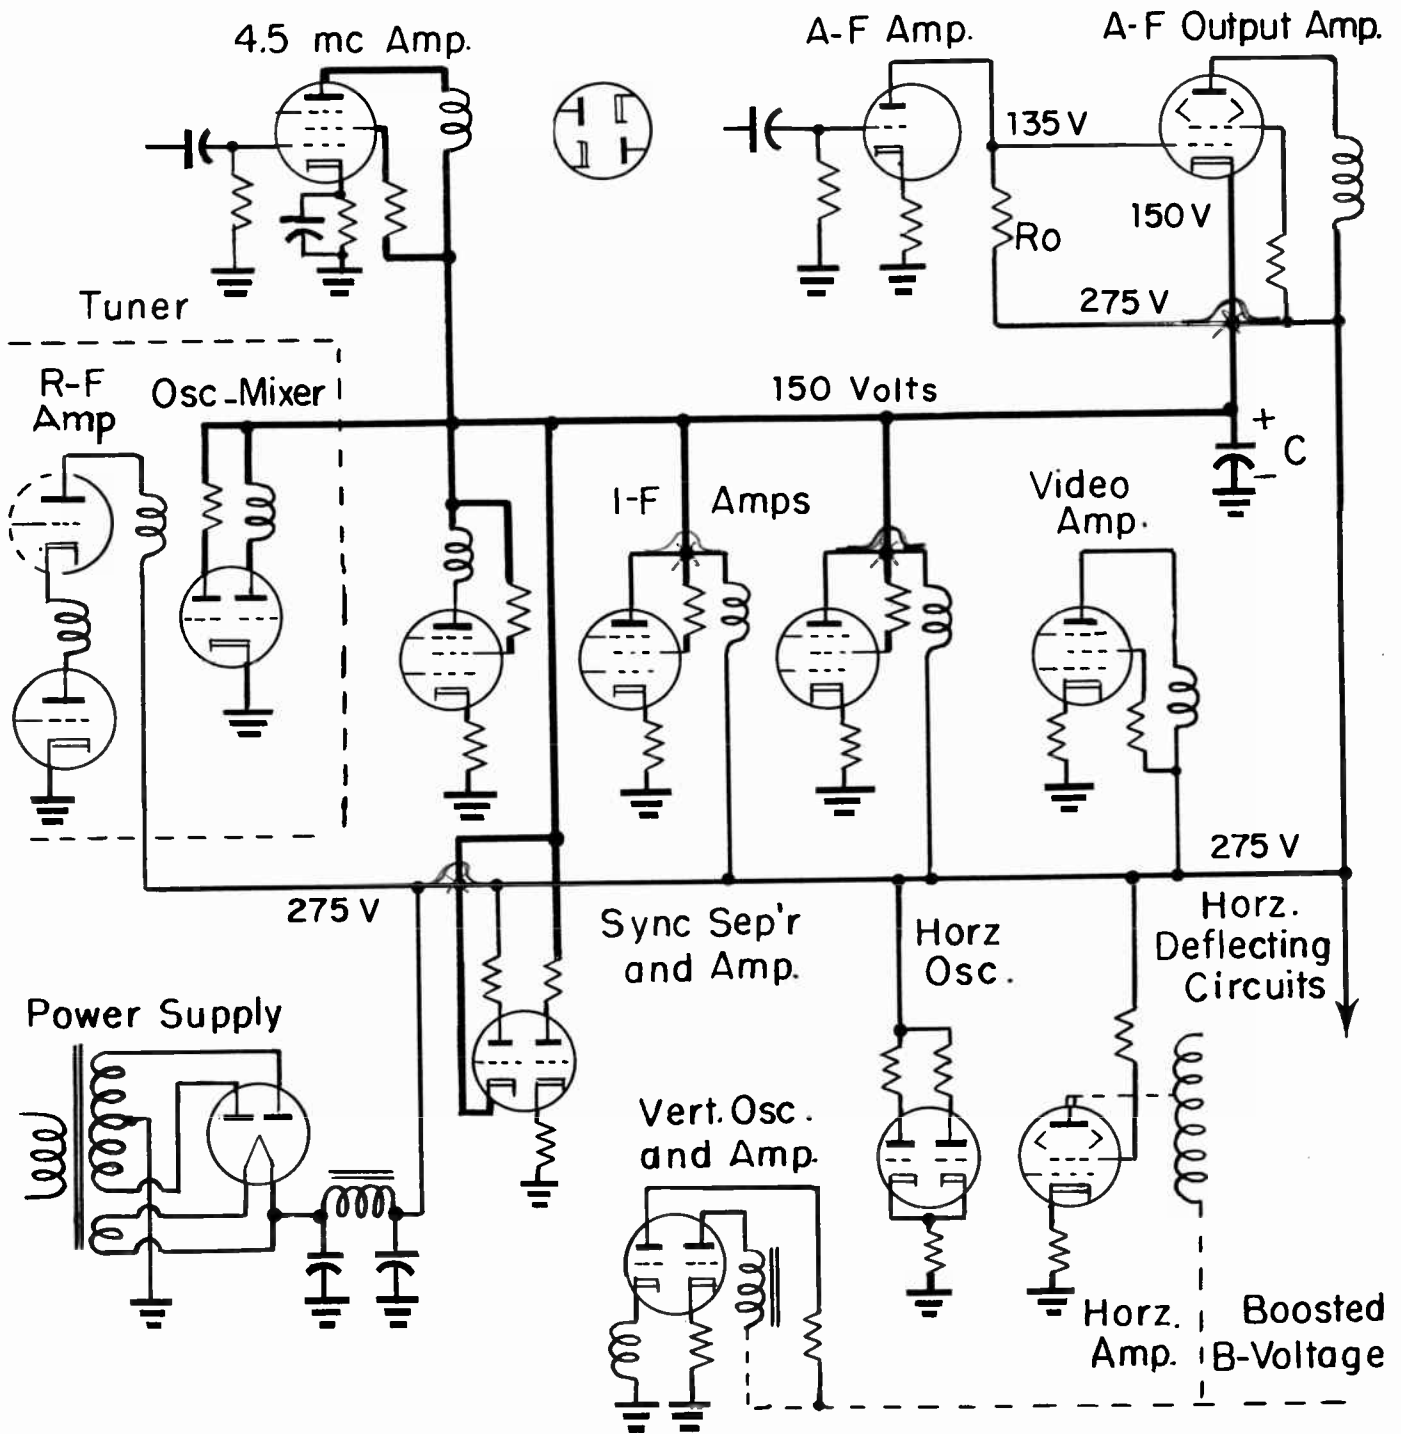 4.5 mc Amp.
A-F Amp.
A-F Output Amp.
135 V
150 V
Ro
275 V
Tuner
R-F
Amp
Osc-Mixer
150 Volts
+
C
−
I-F Amps
Video
Amp.
275 V
275 V
Sync Sep'r
and Amp.
Horz
Osc.
Horz.
Deflecting
Circuits
Power Supply
Vert. Osc.
and Amp.
Horz.
Amp.
Boosted
B-Voltage